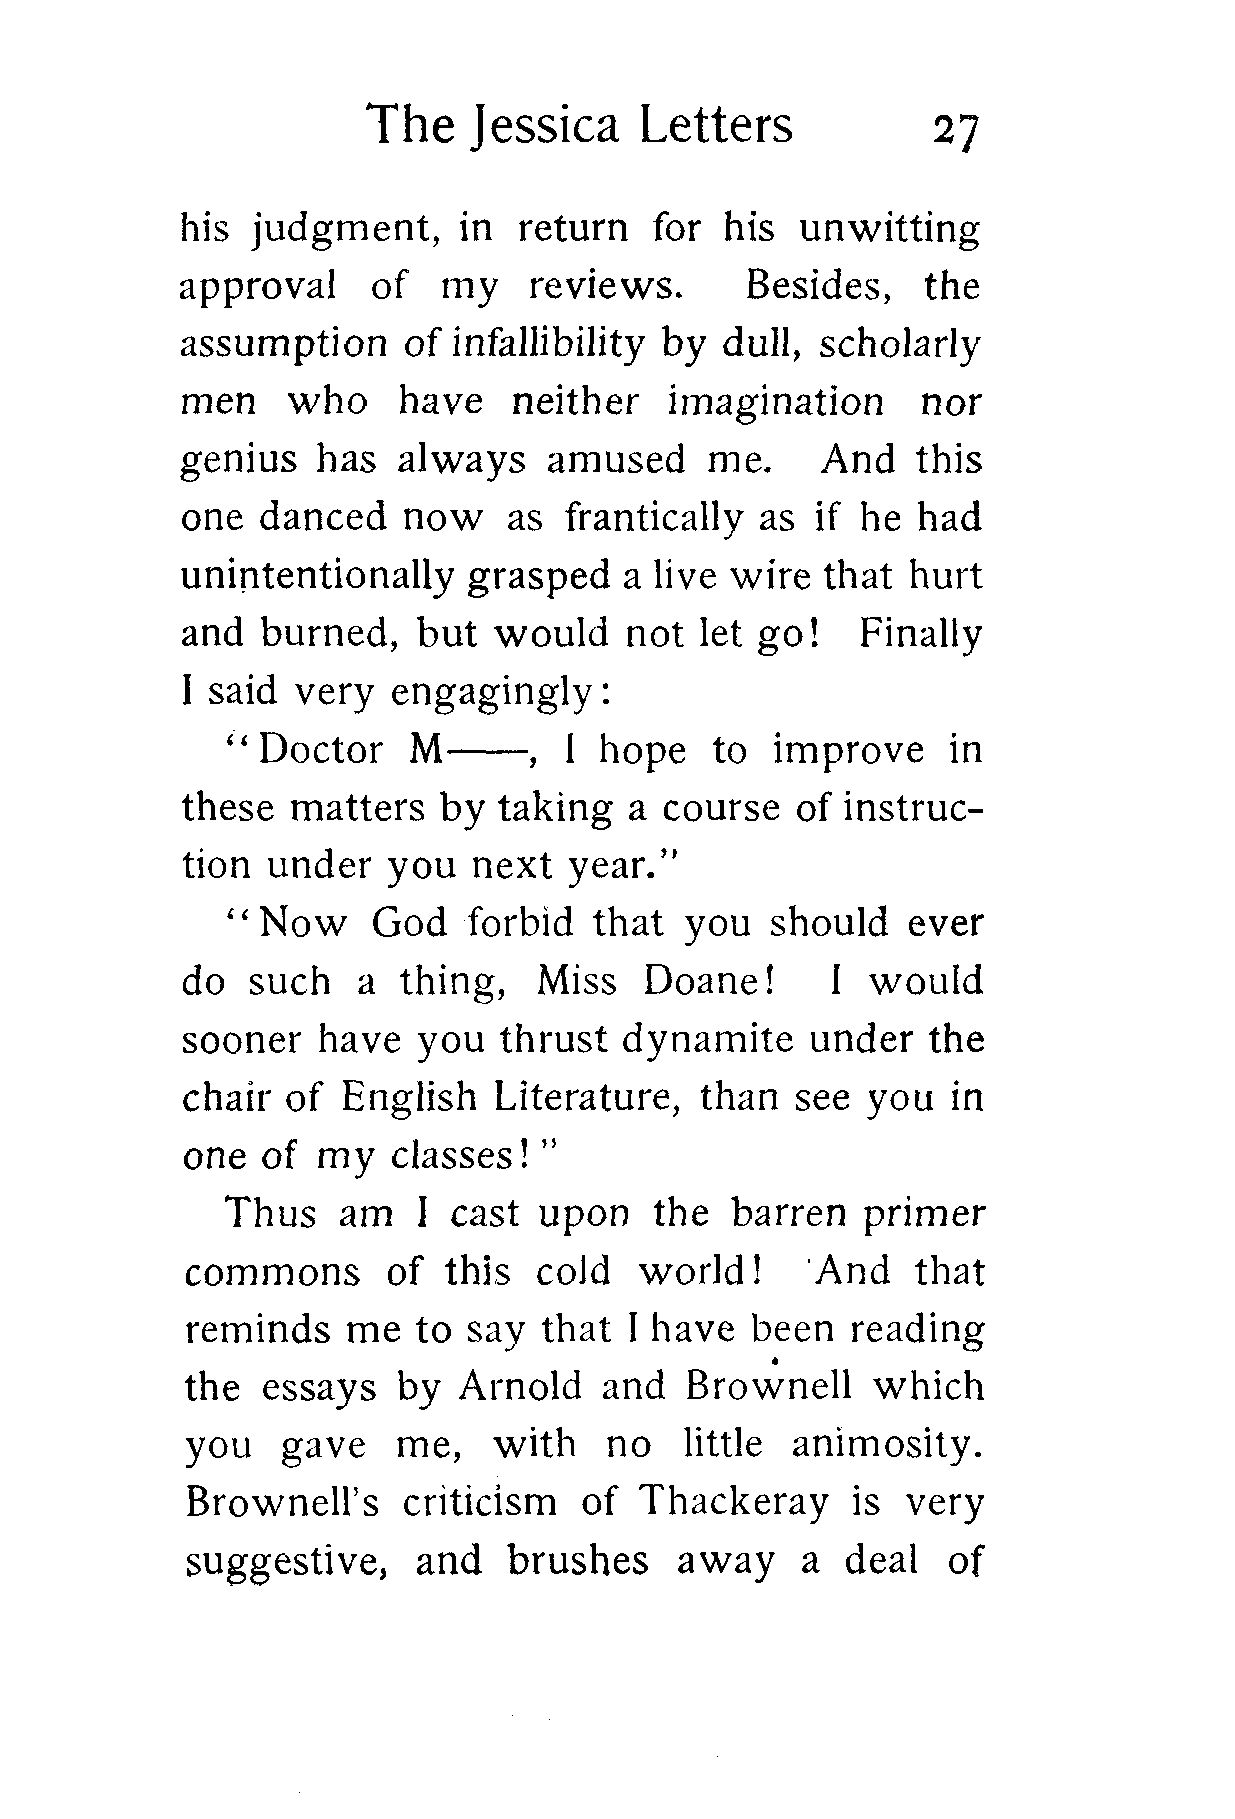 The Jessica Letters 27
his judgment, in return for his unwitting
approval of my reviews. Besides, the
assumption of infallibility by dull, scholarly
men who have neither imagination nor
genius has always amused me. And this
one danced now as frantically as if he had
unintentionally grasped a live wire that hurt
and burned, but would not let go! Finally
I said very engagingly:
“Doctor M——, I hope to improve in
these matters by taking a course of instruc-
tion under you next year.”
“Now God forbid that you should ever
do such a thing, Miss Doane! I would
sooner have you thrust dynamite under the
chair of English Literature, than see you in
one of my classes!”
Thus am I cast upon the barren primer
commons of this cold world! And that
reminds me to say that I have been reading
the essays by Arnold and Brownell which
you gave me, with no little animosity.
Brownell’s criticism of Thackeray is very
suggestive, and brushes away a deal of